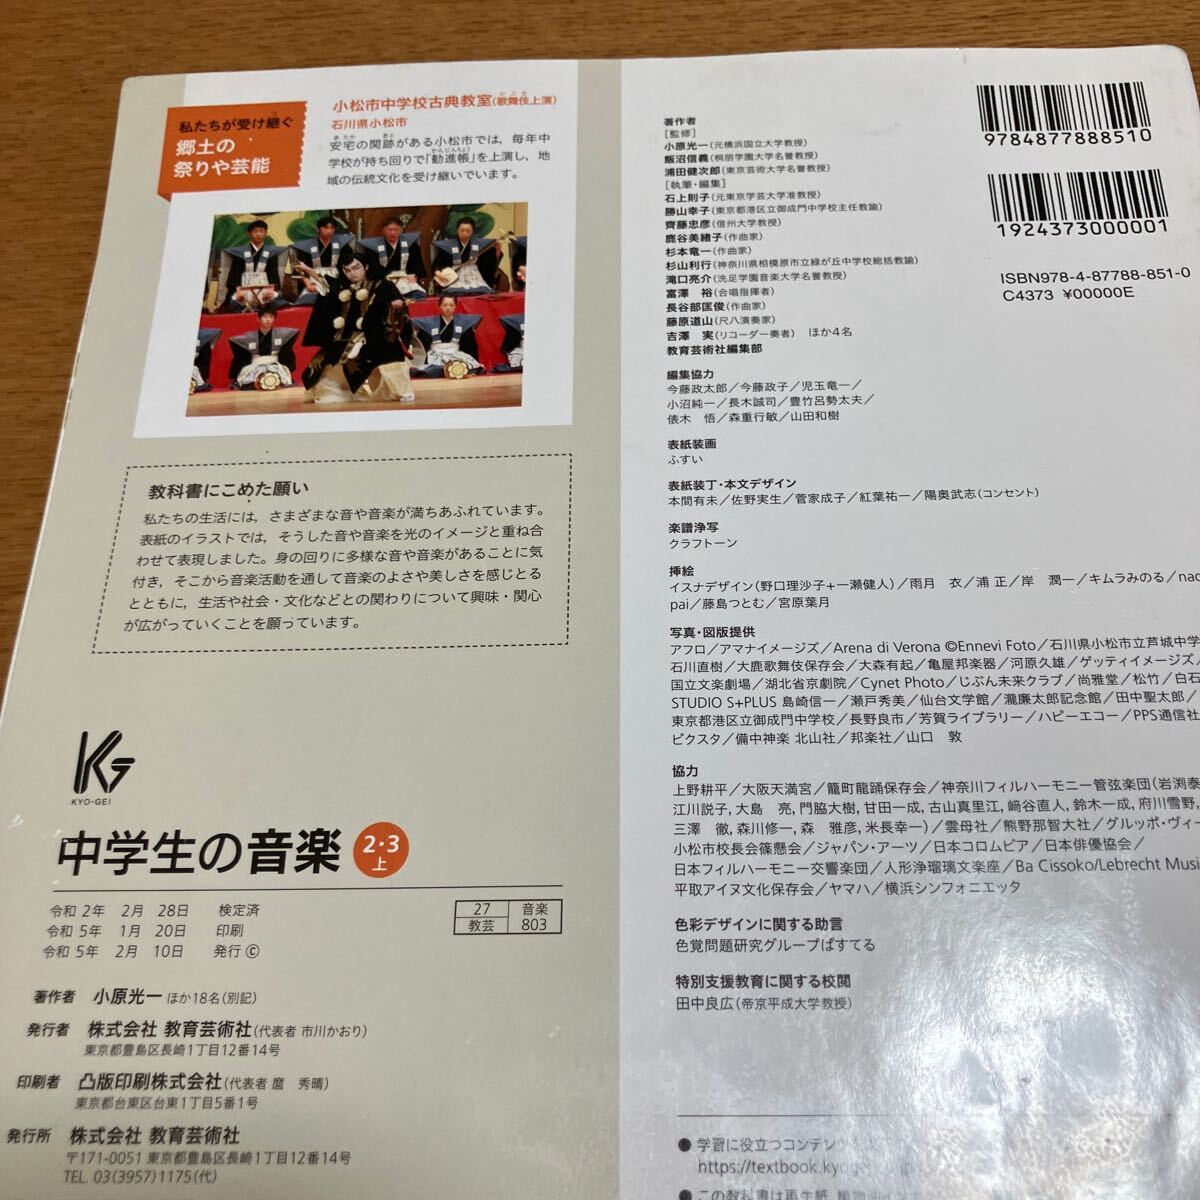 私たちが受け継ぐ
郷土の
祭りや芸能
小松市中学校古典教室(歌舞伎上演)
石川県小松市
安宅の関跡がある小松市では，毎年中
学校が持ち回りで「勧進帳」を上演し，地
域の伝統文化を受け継いでいます。
教科書にこめた願い
私たちの生活には，さまざまな音や音楽が満ちあふれています。
表紙のイラストでは，そうした音や音楽を光のイメージと重ね合
わせて表現しました。身の回りに多様な音や音楽があることに気
付き，そこから音楽活動を通して音楽のよさや美しさを感じとる
とともに，生活や社会・文化などとの関わりについて興味・関心
が広がっていくことを願っています。
KG
KYO-GEI
中学生の音楽 2・3 上
令和2年 2月 28日 検定済
令和5年 1月 20日 印刷
令和5年 2月 10日 発行 ©
27 音楽
教芸 803
著作者 小原光一 ほか18名(別記)
発行者 株式会社 教育芸術社(代表者 市川かおり)
東京都豊島区長崎1丁目12番14号
印刷者 凸版印刷株式会社(代表者 麿 秀晴)
東京都台東区台東1丁目5番1号
発行所 株式会社 教育芸術社
〒171-0051 東京都豊島区長崎1丁目12番14号
TEL. 03(3957)1175(代)
著作者
[監修]
小原光一(元横浜国立大学教授)
飯沼信義(桐朋学園大学名誉教授)
浦田健次郎(東京芸術大学名誉教授)
[執筆・編集]
石上則子(元東京学芸大学准教授)
勝山幸子(東京都港区立御成門中学校主任教諭)
齊藤忠彦(信州大学教授)
鹿谷美緒子(作曲家)
杉本竜一(作曲家)
杉山利行(神奈川県相模原市立緑が丘中学校総括教諭)
滝口亮介(洗足学園音楽大学名誉教授)
富澤 裕(合唱指揮者)
長谷部匡俊(作曲家)
藤原道山(尺八演奏家)
吉澤 実(リコーダー奏者) ほか4名
教育芸術社編集部
編集協力
今藤政太郎／今藤政子／児玉竜一／
小沼純一／長木誠司／豊竹呂勢太夫／
俵木 悟／森重行敏／山田和樹
表紙装画
ふすい
表紙装丁・本文デザイン
本間有未／佐野実生／菅家成子／紅葉祐一／陽奥武志(コンセント)
楽譜浄写
クラフトーン
挿絵
イスナデザイン(野口理沙子+一瀬健人)／雨月 衣／浦 正／岸 潤一／キムラみのる／nao
pai／藤島つとむ／宮原葉月
写真・図版提供
アフロ／アマナイメージズ／Arena di Verona ©Ennevi Foto／石川県小松市立芦城中学
石川直樹／大鹿歌舞伎保存会／大森有起／亀屋邦楽器／河原久雄／ゲッティイメージズ／
国立文楽劇場／湖北省京劇院／Cynet Photo／じぶん未来クラブ／尚雅堂／松竹／白石
STUDIO S+PLUS 島崎信一／瀬戸秀美／仙台文学館／瀧廉太郎記念館／田中聖太郎／
東京都港区立御成門中学校／長野良市／芳賀ライブラリー／ハピーエコー／PPS通信社
ピクスタ／備中神楽 北山社／邦楽社／山口 敦
協力
上野耕平／大阪天満宮／籠町龍踊保存会／神奈川フィルハーモニー管弦楽団(岩渕泰
江川説子，大島 亮，門脇大樹，甘田一成，古山真里江，﨑谷直人，鈴木一成，府川雪野，
三澤 徹，森川修一，森 雅彦，米長幸一)／雲母社／熊野那智大社／グルッポ・ヴィー
小松市校長会篠懸会／ジャパン・アーツ／日本コロムビア／日本俳優協会／
日本フィルハーモニー交響楽団／人形浄瑠璃文楽座／Ba Cissoko/Lebrecht Musi
平取アイヌ文化保存会／ヤマハ／横浜シンフォニエッタ
色彩デザインに関する助言
色覚問題研究グループぱすてる
特別支援教育に関する校閲
田中良広(帝京平成大学教授)
●学習に役立つコンテンツ
https://textbook.kyogei
●この教科書は再生紙，植物
9784877888510
1924373000001
ISBN978-4-87788-851-0
C4373 ¥00000E